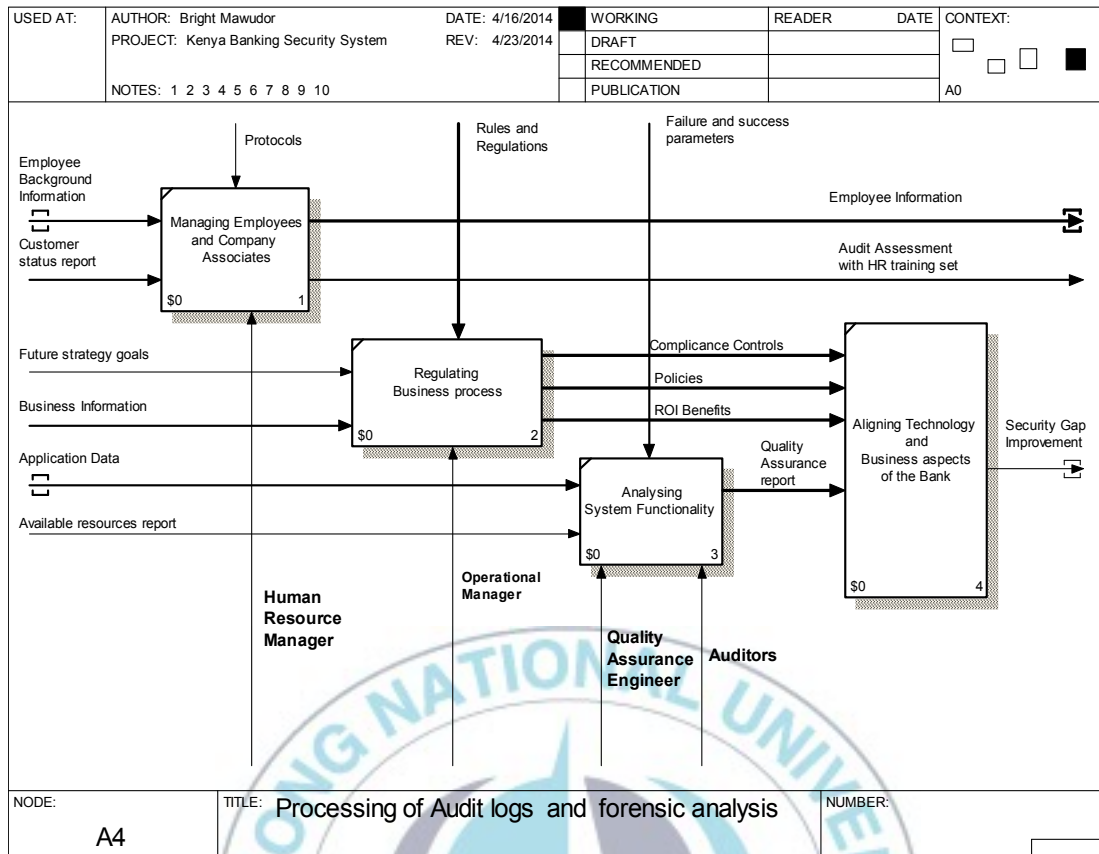 USED AT:
AUTHOR: Bright Mawudor
DATE: 4/16/2014
WORKING
READER
DATE
CONTEXT:
PROJECT: Kenya Banking Security System
REV: 4/23/2014
DRAFT
RECOMMENDED
NOTES: 1 2 3 4 5 6 7 8 9 10
PUBLICATION
A0
Protocols
Rules and
Regulations
Failure and success
parameters
Employee
Background
Information
Customer
status report
Managing Employees
and Company
Associates
$0
1
Employee Information
Audit Assessment
with HR training set
Future strategy goals
Business Information
Regulating
Business process
$0
2
Complicance Controls
Policies
ROI Benefits
Application Data
Available resources report
Analysing
System Functionality
$0
3
Quality
Assurance
report
Aligning Technology
and
Business aspects
of the Bank
$0
4
Security Gap
Improvement
Human
Resource
Manager
Operational
Manager
Quality
Assurance
Engineer
Auditors
ONG NATIONAL UNIVE
NODE:
A4
TITLE: Processing of Audit logs and forensic analysis
NUMBER: